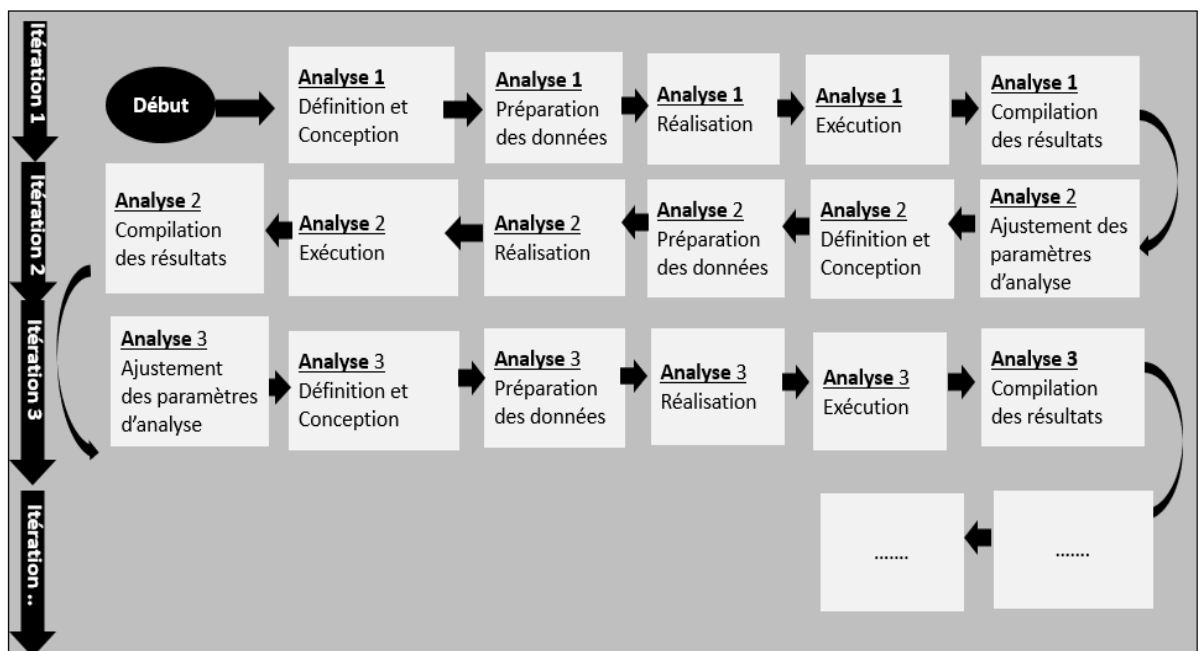 Itération 1
Début
Analyse 1
Définition et
Conception
Analyse 1
Préparation
des données
Analyse 1
Réalisation
Analyse 1
Exécution
Analyse 1
Compilation
des résultats
Itération 2
Analyse 2
Compilation
des résultats
Analyse 2
Exécution
Analyse 2
Réalisation
Analyse 2
Préparation
des données
Analyse 2
Définition et
Conception
Analyse 2
Ajustement des
paramètres
d’analyse
Itération 3
Analyse 3
Ajustement
des paramètres
d’analyse
Analyse 3
Définition et
Conception
Analyse 3
Préparation
des données
Analyse 3
Réalisation
Analyse 3
Exécution
Analyse 3
Compilation
des résultats
Itération ..
.......
.......